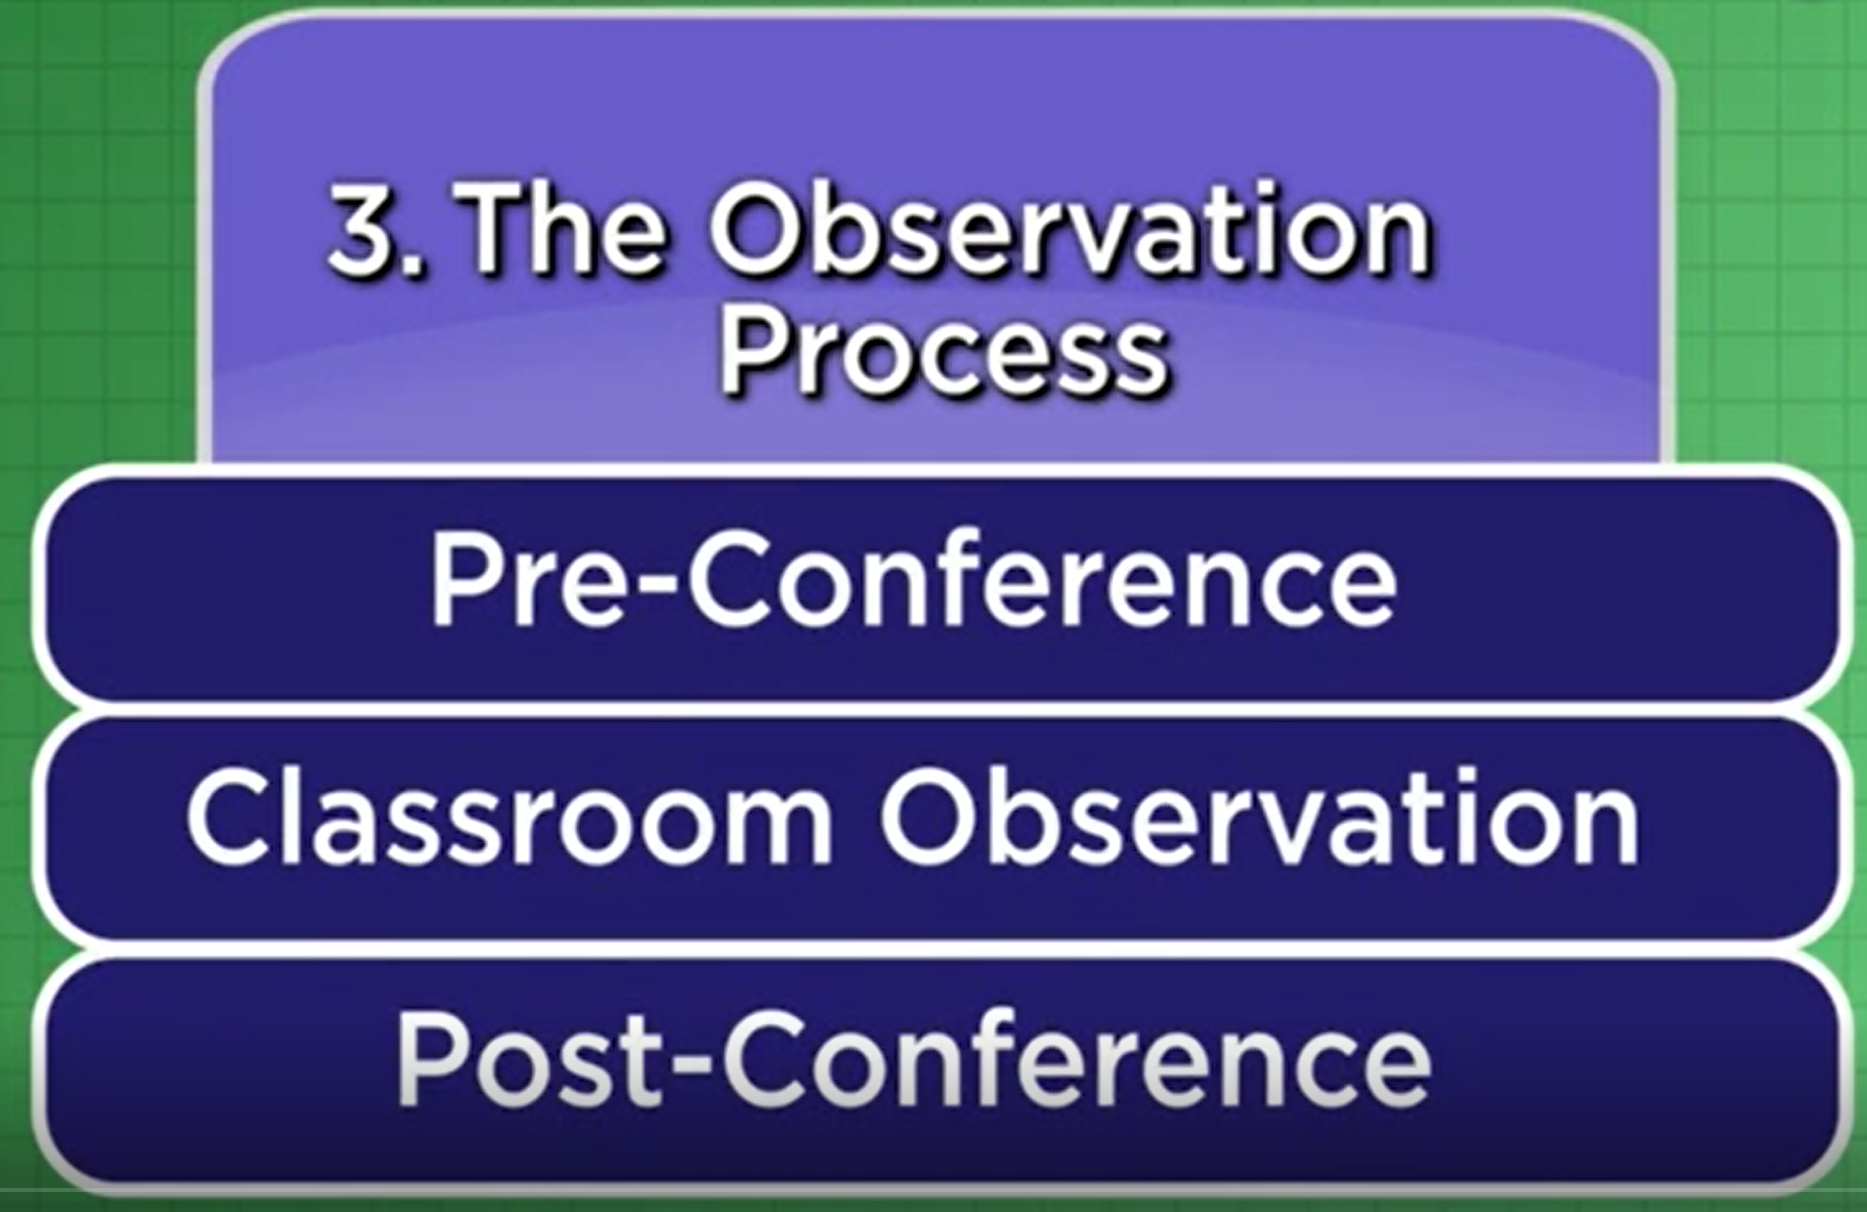 3. The Observation
Process
Pre-Conference
Classroom Observation
Post-Conference